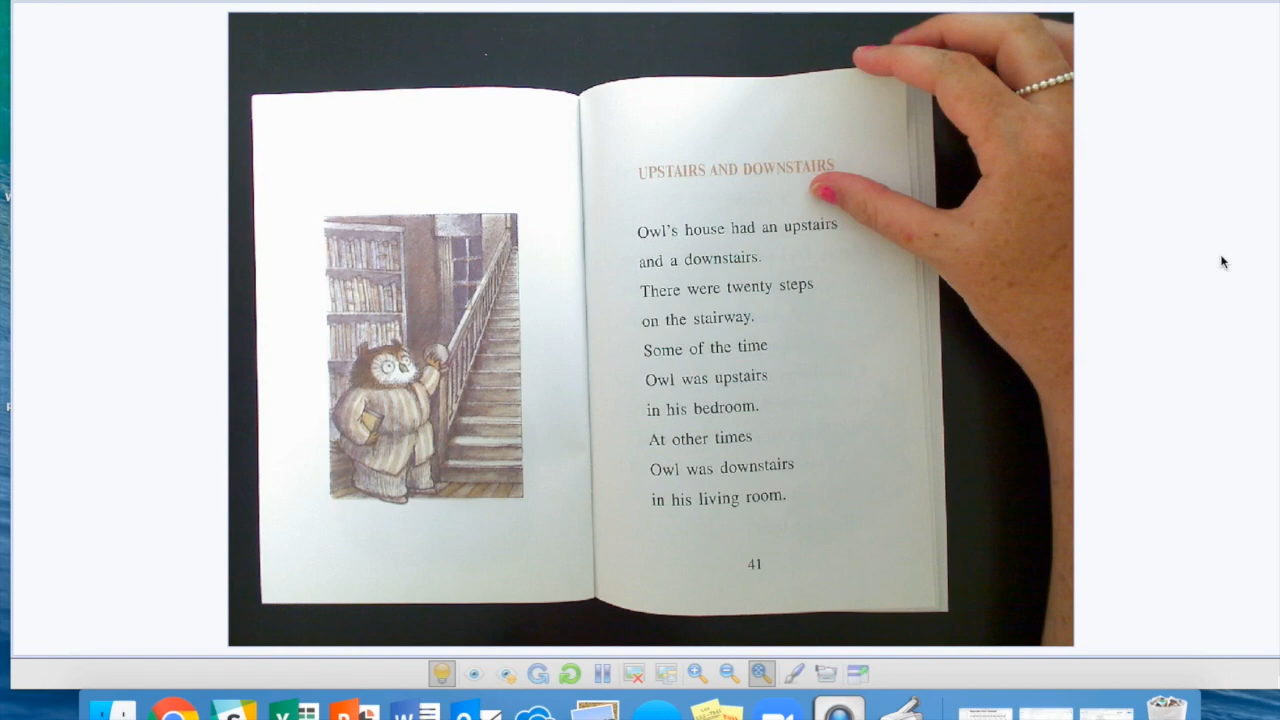 UPSTAIRS AND DOWNSTAIRS
Owl's house had an upstairs
and a downstairs.
There were twenty steps
on the stairway.
Some of the time
Owl was upstairs
in his bedroom.
At other times
Owl was downstairs
in his living room.
41